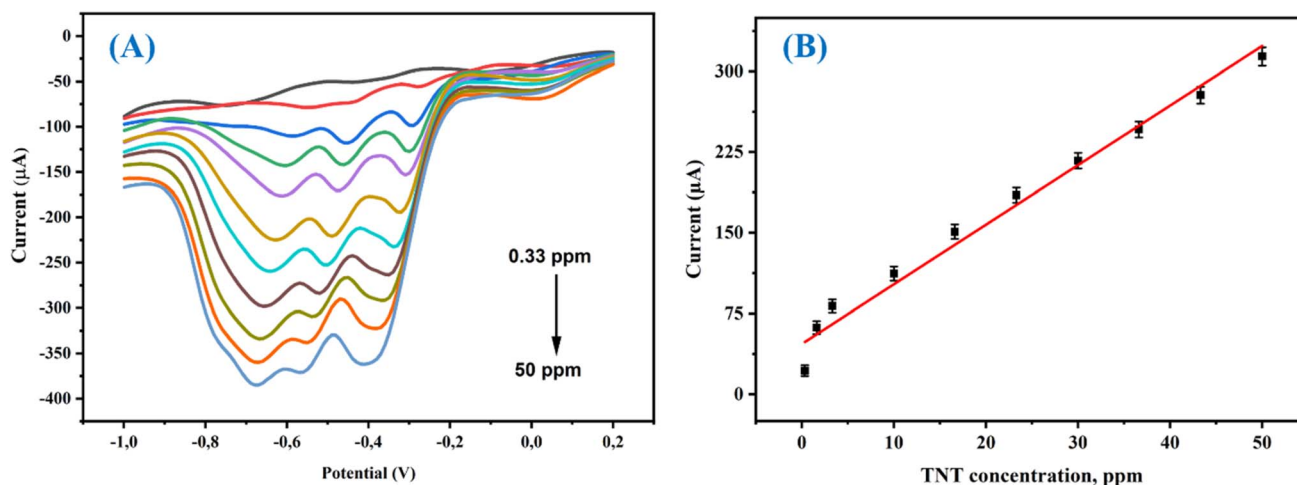 (A)
Current (μA)
0
-50
-100
-150
-200
-250
-300
-350
-400
0.33 ppm
50 ppm
-1,0 -0,8 -0,6 -0,4 -0,2 0,0 0,2
Potential (V)
(B)
Current (μA)
300
225
150
75
0
0 10 20 30 40 50
TNT concentration, ppm